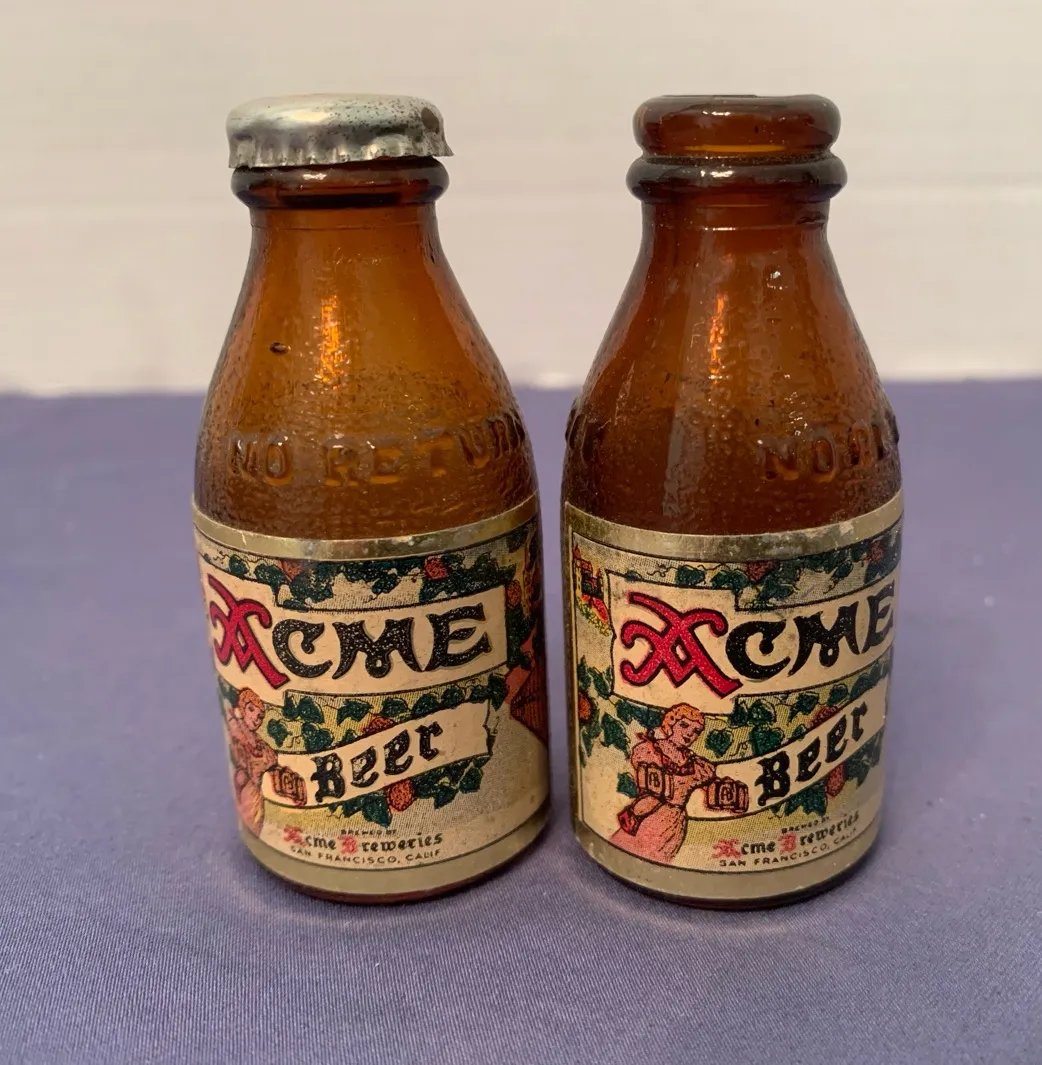 NO RETURN
ACME
Beer
BREWED BY
Acme Breweries
SAN FRANCISCO, CALIF
NO
ACME
Beer
BREWED BY
Acme Breweries
SAN FRANCISCO, CALIF